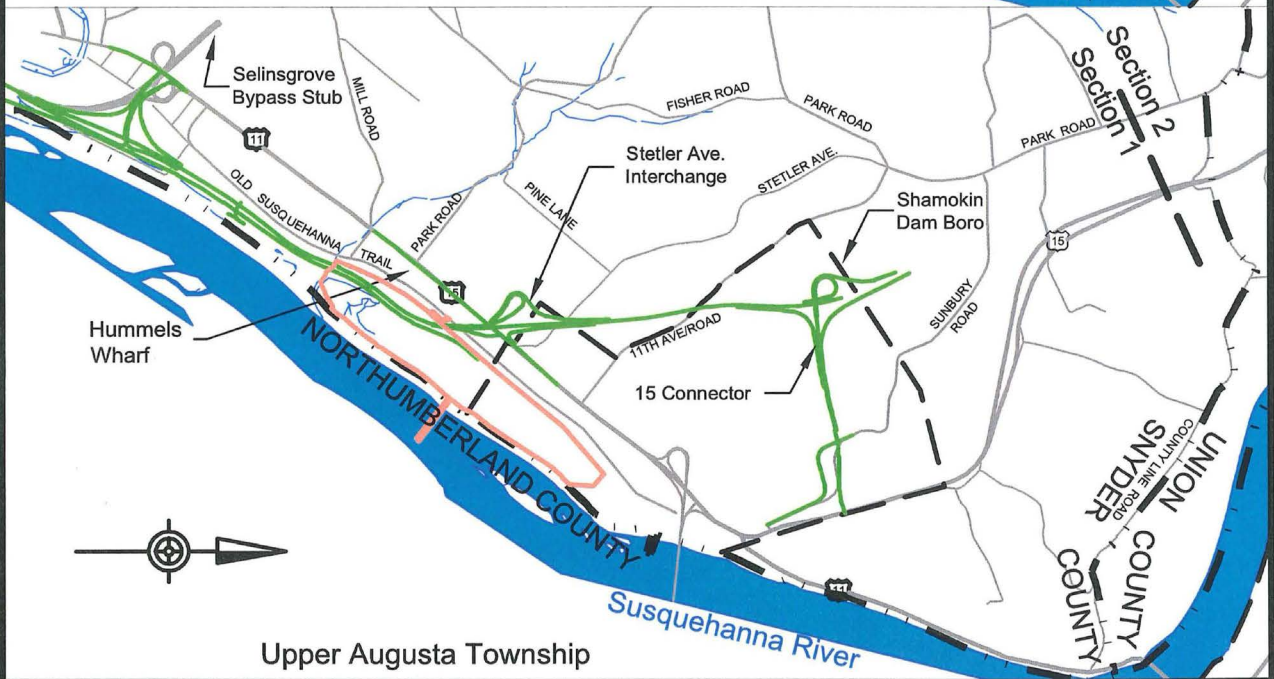 Selinsgrove
Bypass Stub
11
MILL ROAD
FISHER ROAD
PARK ROAD
PARK ROAD
Section 2
Section 1
Stetler Ave.
Interchange
STETLER AVE.
Shamokin
Dam Boro
OLD SUSQUEHANNA TRAIL
PARK ROAD
PINE LANE
15
15
SUNBURY
ROAD
Hummels
Wharf
11TH AVE/ROAD
15 Connector
NORTHUMBERLAND COUNTY
UNION COUNTY
COUNTY LINE ROAD
SNYDER COUNTY
11
Susquehanna River
Upper Augusta Township